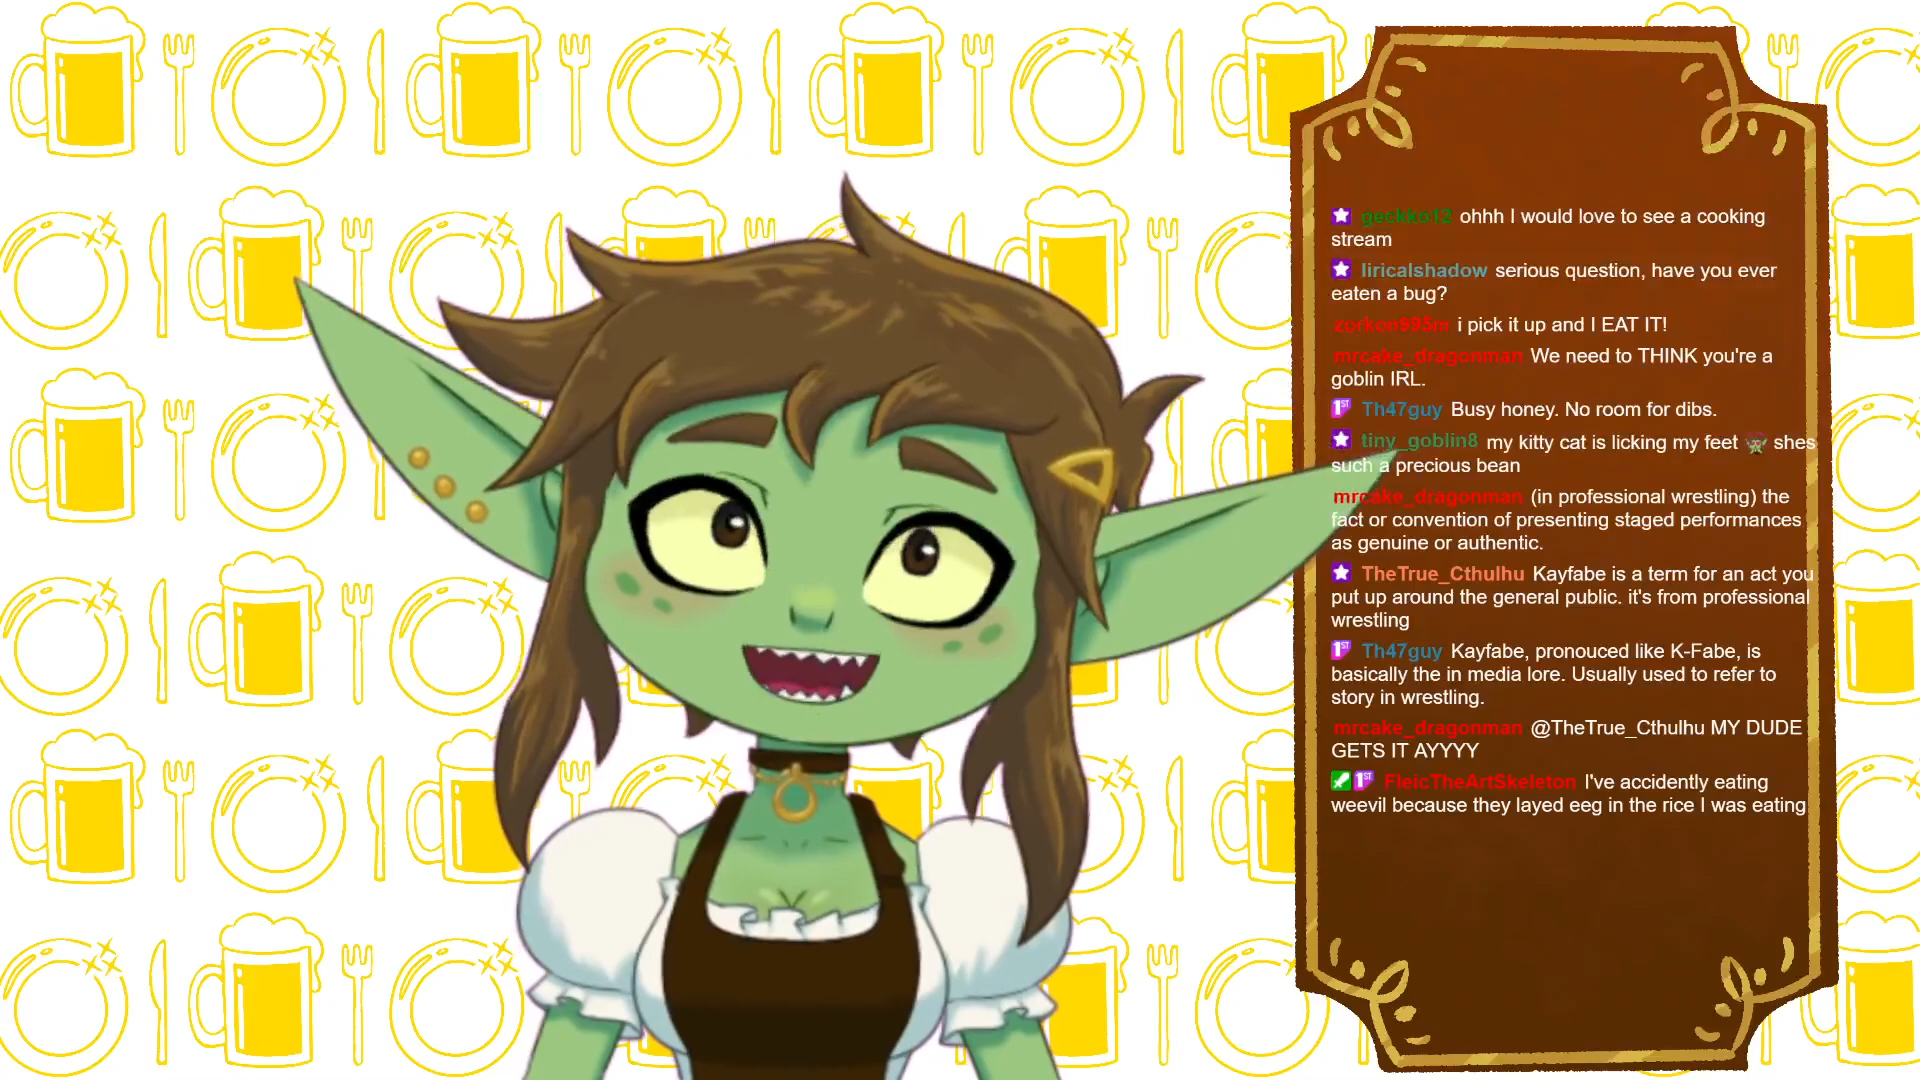 geckko12 ohhh I would love to see a cooking
stream
liricalshadow serious question, have you ever
eaten a bug?
zorkon995m i pick it up and I EAT IT!
mrcake_dragonman We need to THINK you're a
goblin IRL.
1ST Th47guy Busy honey. No room for dibs.
tiny_goblin8 my kitty cat is licking my feet shes
such a precious bean
mrcake_dragonman (in professional wrestling) the
fact or convention of presenting staged performances
as genuine or authentic.
TheTrue_Cthulhu Kayfabe is a term for an act you
put up around the general public. it's from professional
wrestling
1ST Th47guy Kayfabe, pronouced like K-Fabe, is
basically the in media lore. Usually used to refer to
story in wrestling.
mrcake_dragonman @TheTrue_Cthulhu MY DUDE
GETS IT AYYYY
1ST FleicTheArtSkeleton I've accidently eating
weevil because they layed eeg in the rice I was eating